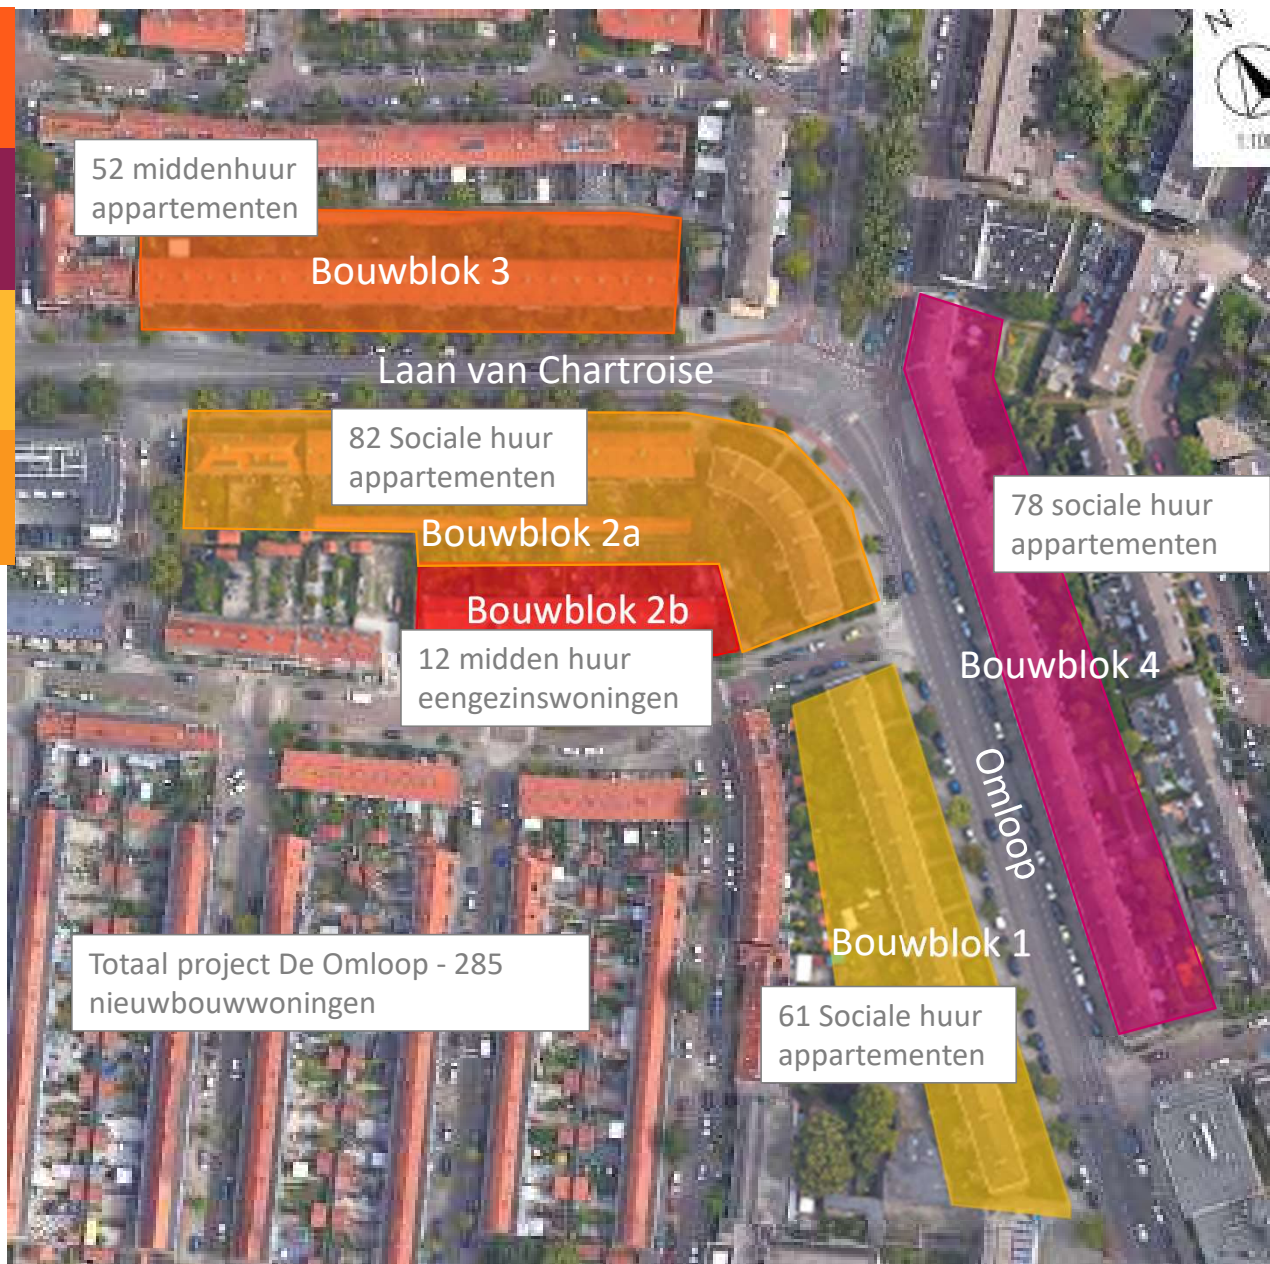 N
52 middenhuur
appartementen
Bouwblok 3
Laan van Chartroise
82 Sociale huur
appartementen
Bouwblok 2a
78 sociale huur
appartementen
Bouwblok 2b
12 midden huur
eengezinswoningen
Bouwblok 4
Omloop
Bouwblok 1
Totaal project De Omloop - 285
nieuwbouwwoningen
61 Sociale huur
appartementen